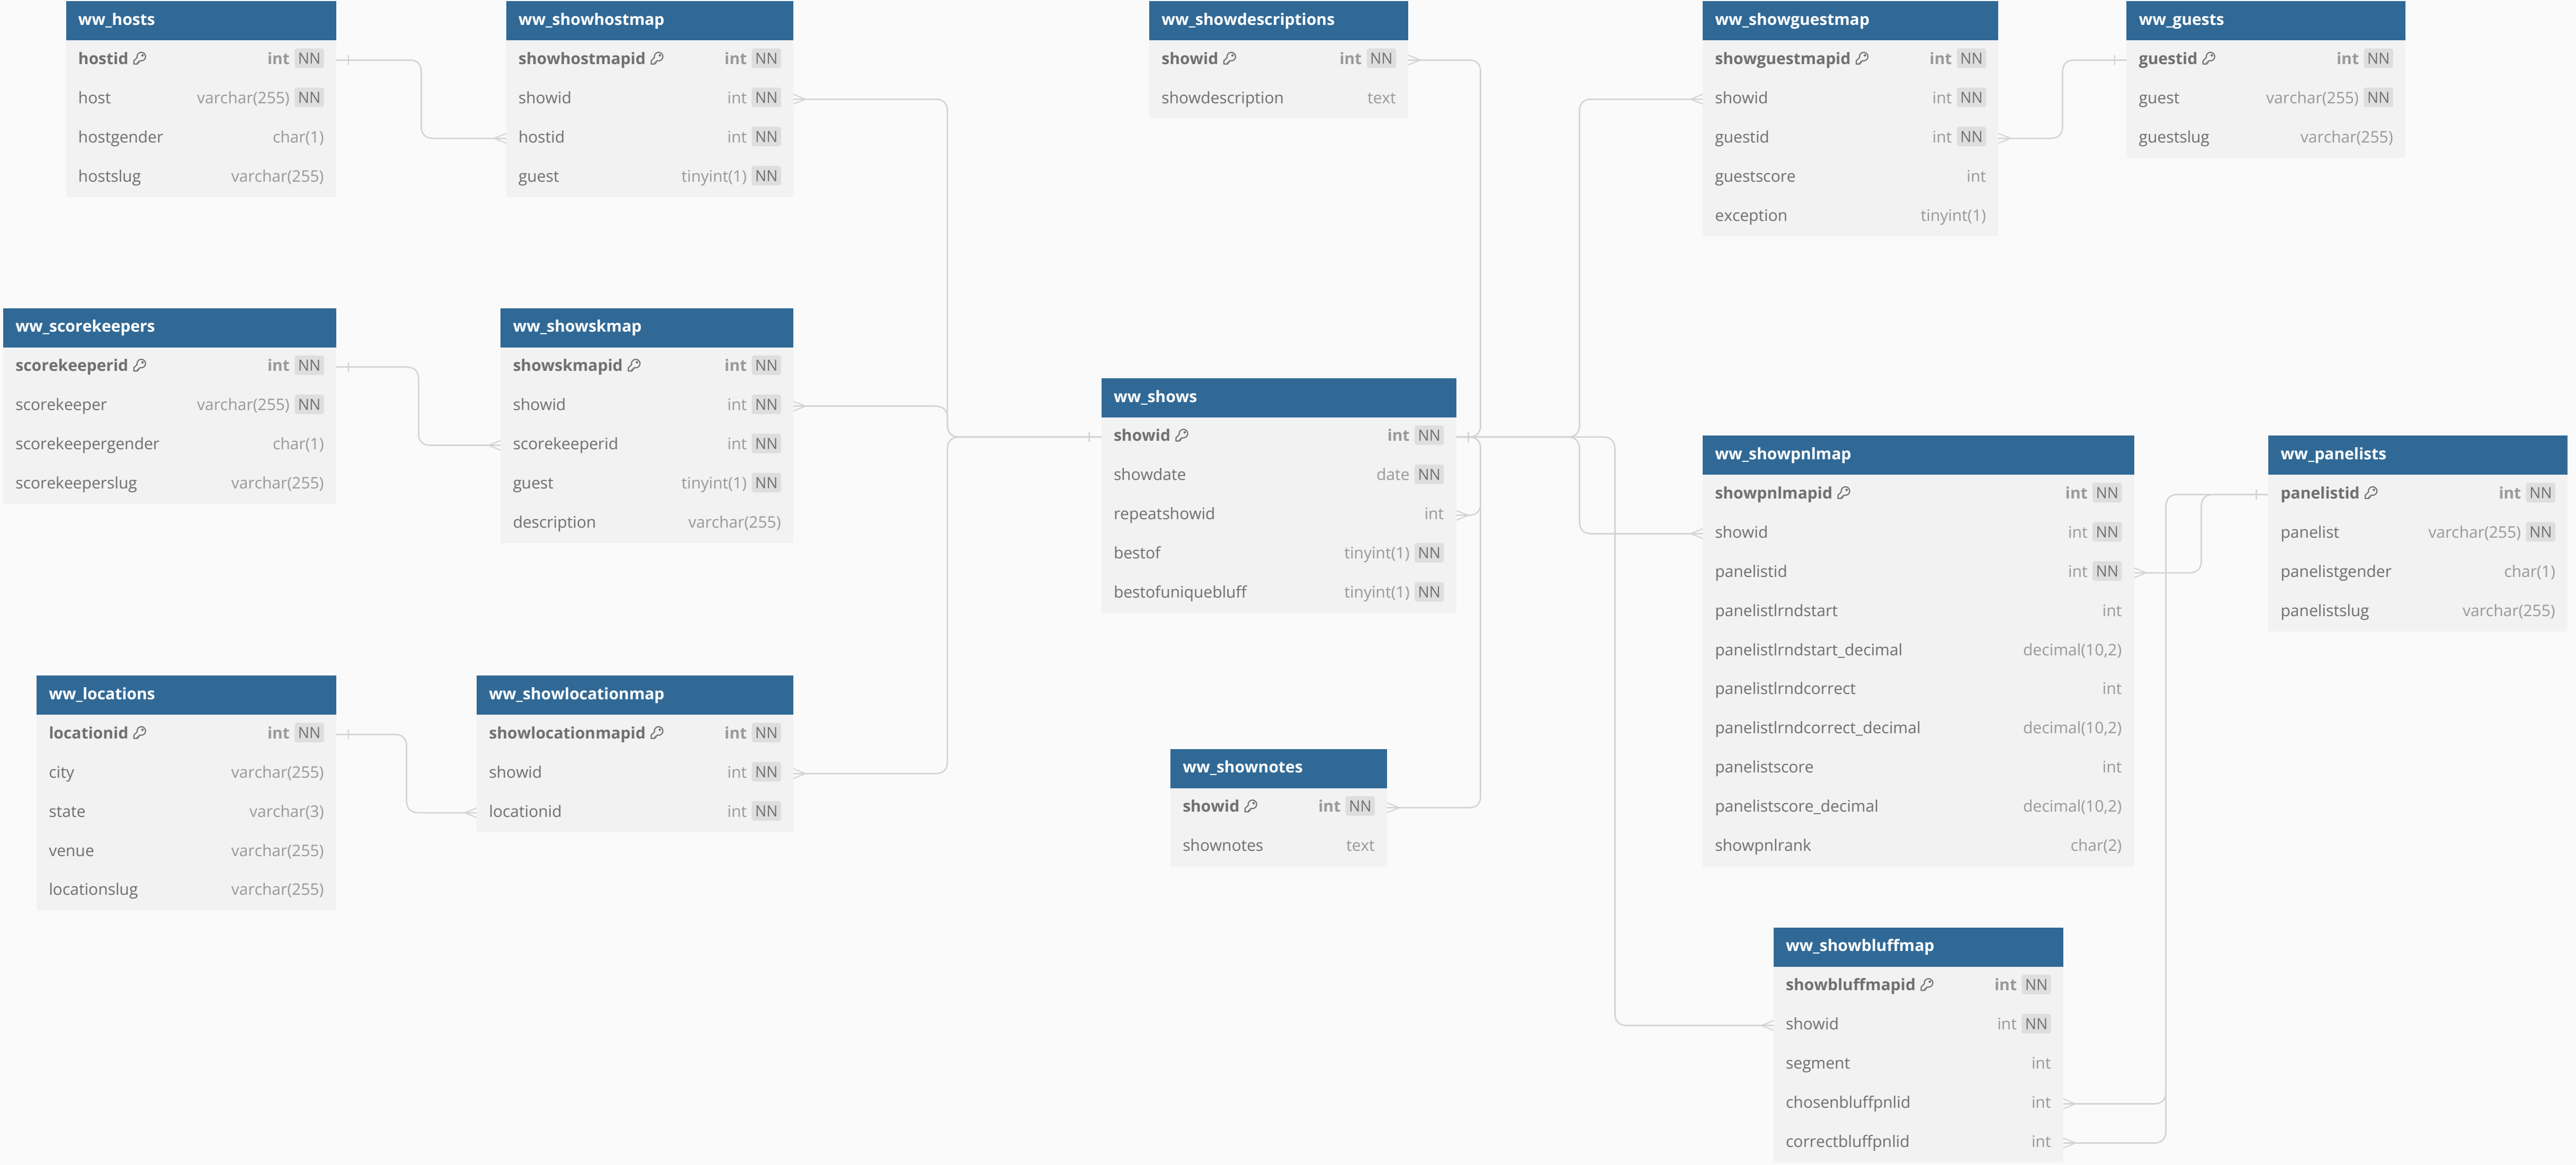 ww_hosts
hostid int NN
host varchar(255) NN
hostgender char(1)
hostslug varchar(255)
ww_showhostmap
showhostmapid int NN
showid int NN
hostid int NN
guest tinyint(1) NN
ww_showdescriptions
showid int NN
showdescription text
ww_showguestmap
showguestmapid int NN
showid int NN
guestid int NN
guestscore int
exception tinyint(1)
ww_guests
guestid int NN
guest varchar(255) NN
guestslug varchar(255)
ww_scorekeepers
scorekeeperid int NN
scorekeeper varchar(255) NN
scorekeepergender char(1)
scorekeeperslug varchar(255)
ww_showskmap
showskmapid int NN
showid int NN
scorekeeperid int NN
guest tinyint(1) NN
description varchar(255)
ww_shows
showid int NN
showdate date NN
repeatshowid int
bestof tinyint(1) NN
bestofuniquebluff tinyint(1) NN
ww_showpnlmap
showpnlmapid int NN
showid int NN
panelistid int NN
panelistlrndstart int
panelistlrndstart_decimal decimal(10,2)
panelistlrndcorrect int
panelistlrndcorrect_decimal decimal(10,2)
panelistscore int
panelistscore_decimal decimal(10,2)
showpnlrank char(2)
ww_panelists
panelistid int NN
panelist varchar(255) NN
panelistgender char(1)
panelistslug varchar(255)
ww_locations
locationid int NN
city varchar(255)
state varchar(3)
venue varchar(255)
locationslug varchar(255)
ww_showlocationmap
showlocationmapid int NN
showid int NN
locationid int NN
ww_shownotes
showid int NN
shownotes text
ww_showbluffmap
showbluffmapid int NN
showid int NN
segment int
chosenbluffpnlid int
correctbluffpnlid int